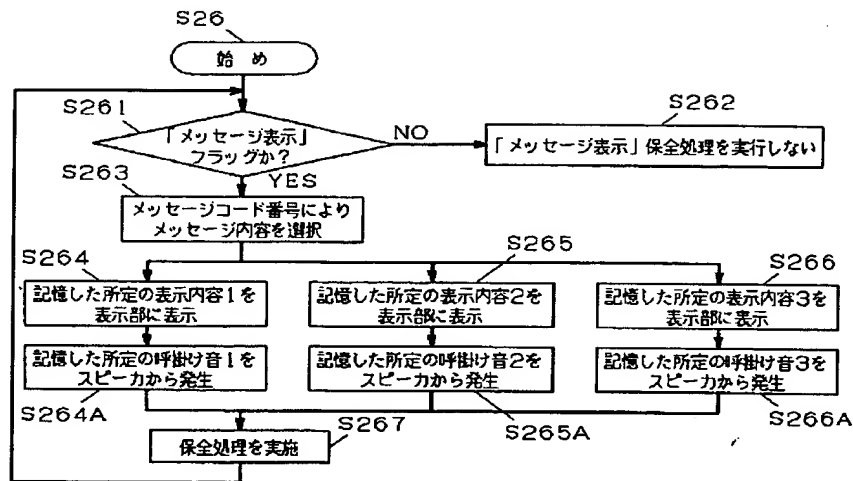 S26
始め
S261
「メッセージ表示」
フラッグか?
NO
S262
「メッセージ表示」保全処理を実行しない
YES
S263
メッセージコード番号により
メッセージ内容を選択
S264
記憶した所定の表示内容1を
表示部に表示
S265
記憶した所定の表示内容2を
表示部に表示
S266
記憶した所定の表示内容3を
表示部に表示
記憶した所定の呼掛け音1を
スピーカから発生
S264A
記憶した所定の呼掛け音2を
スピーカから発生
S265A
記憶した所定の呼掛け音3を
スピーカから発生
S266A
S267
保全処理を実施